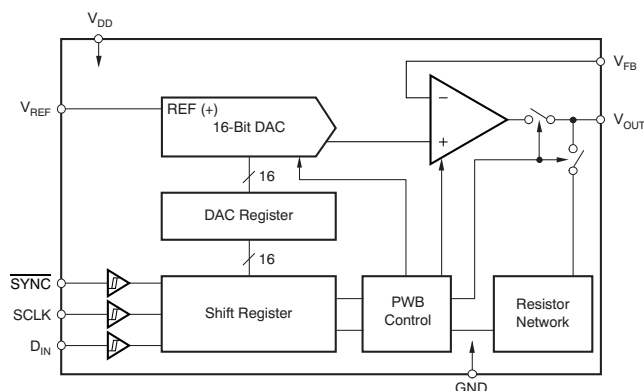 V_DD
V_FB
V_REF
REF (+)
16-Bit DAC
−
+
V_OUT
16
DAC Register
16
SYNC
SCLK
D_IN
Shift Register
PWB
Control
Resistor
Network
GND